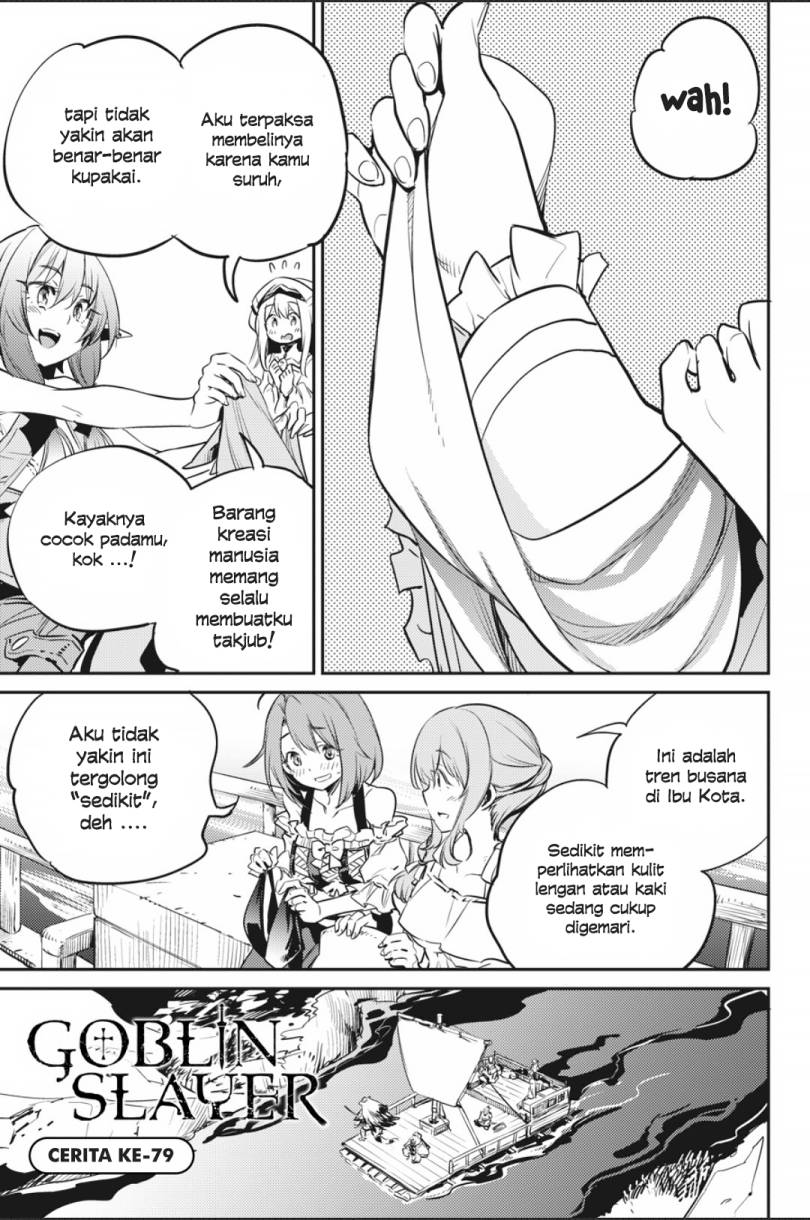 wah!
Aku terpaksa
membelinya
karena kamu
suruh,
tapi tidak
yakin akan
benar-benar
kupakai.
Barang
kreasi
manusia
memang
selalu
membuatku
takjub!
Kayaknya
cocok padamu,
kok ...!
Ini adalah
tren busana
di Ibu Kota.
Sedikit mem-
perlihatkan kulit
lengan atau kaki
sedang cukup
digemari.
Aku tidak
yakin ini
tergolong
"sedikit",
deh ....
GOBLIN
SLAYER
CERITA KE-79